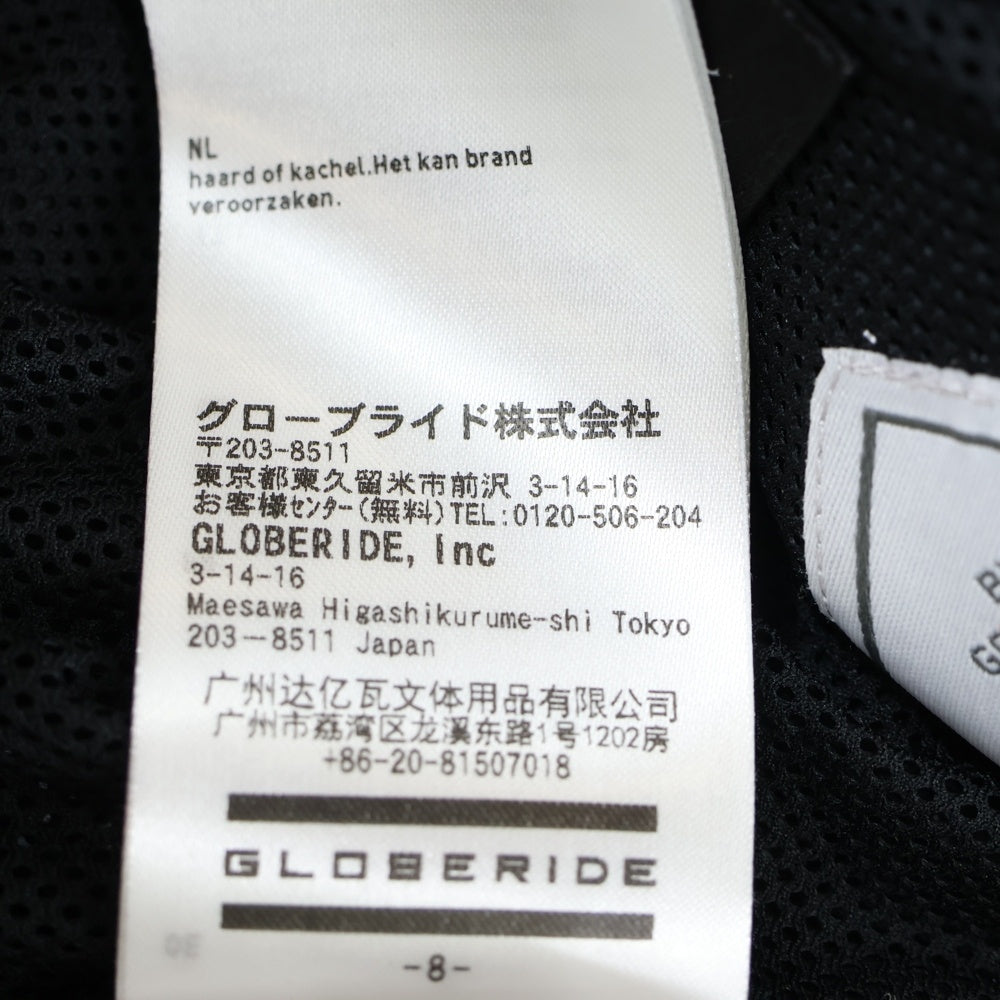 NL
haard of kachel.Het kan brand
veroorzaken.
グローブライド株式会社
〒203-8511
東京都東久留米市前沢 3-14-16
お客様センター(無料)TEL:0120-506-204
GLOBERIDE, Inc
3-14-16
Maesawa Higashikurume-shi Tokyo
203-8511 Japan
广州达亿瓦文体用品有限公司
广州市荔湾区龙溪东路1号1202房
+86-20-81507018
GLOBERIDE
-8-